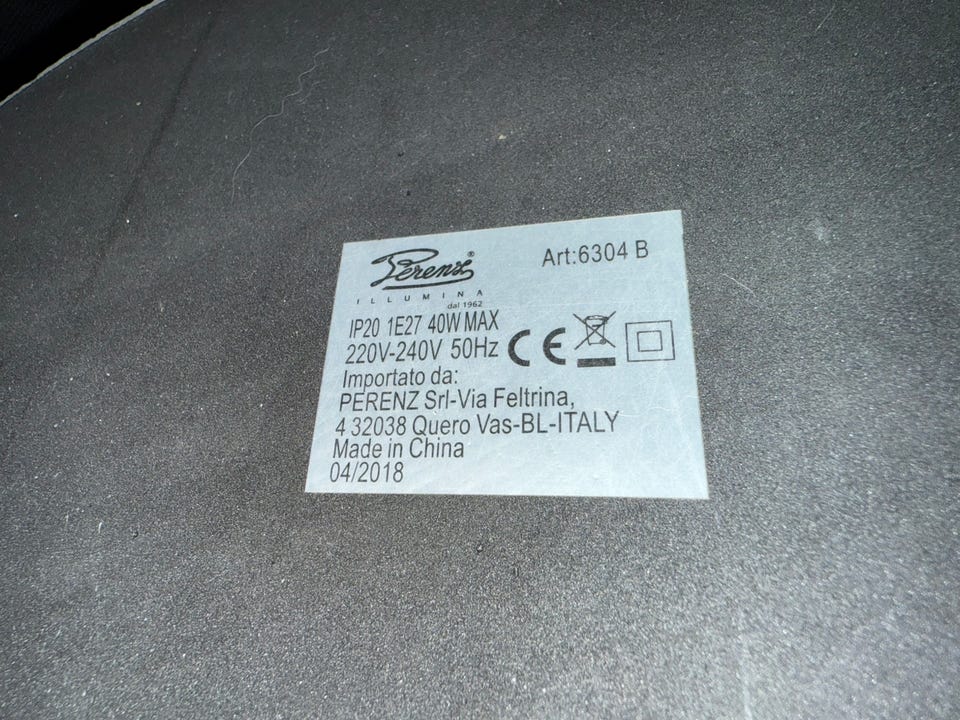 Perenz®
ILLUMINA
dal 1962
Art:6304 B
IP20 1E27 40W MAX
220V-240V 50Hz CE
Importato da:
PERENZ Srl-Via Feltrina,
4 32038 Quero Vas-BL-ITALY
Made in China
04/2018